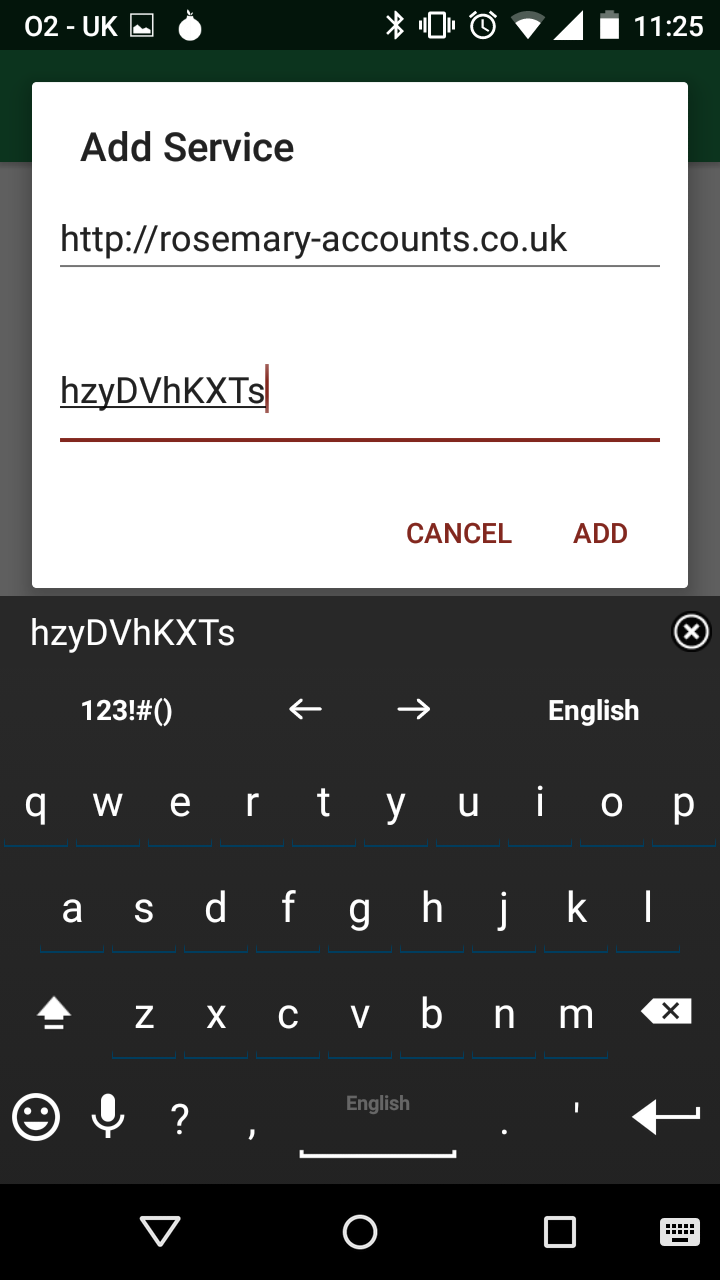 O2 - UK 11:25
Add Service
http://rosemary-accounts.co.uk
hzyDVhKXTs
CANCEL ADD
hzyDVhKXTs
123!#() ← → English
q w e r t y u i o p
a s d f g h j k l
z x c v b n m
? , English . '